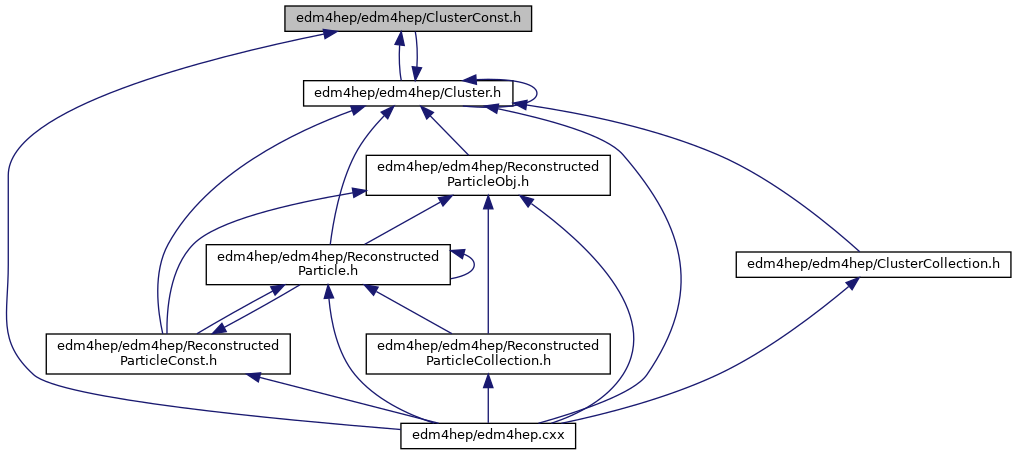 edm4hep/edm4hep/ClusterConst.h
edm4hep/edm4hep/Cluster.h
edm4hep/edm4hep/Reconstructed
ParticleObj.h
edm4hep/edm4hep/Reconstructed
Particle.h
edm4hep/edm4hep/ClusterCollection.h
edm4hep/edm4hep/Reconstructed
ParticleConst.h
edm4hep/edm4hep/Reconstructed
ParticleCollection.h
edm4hep/edm4hep.cxx